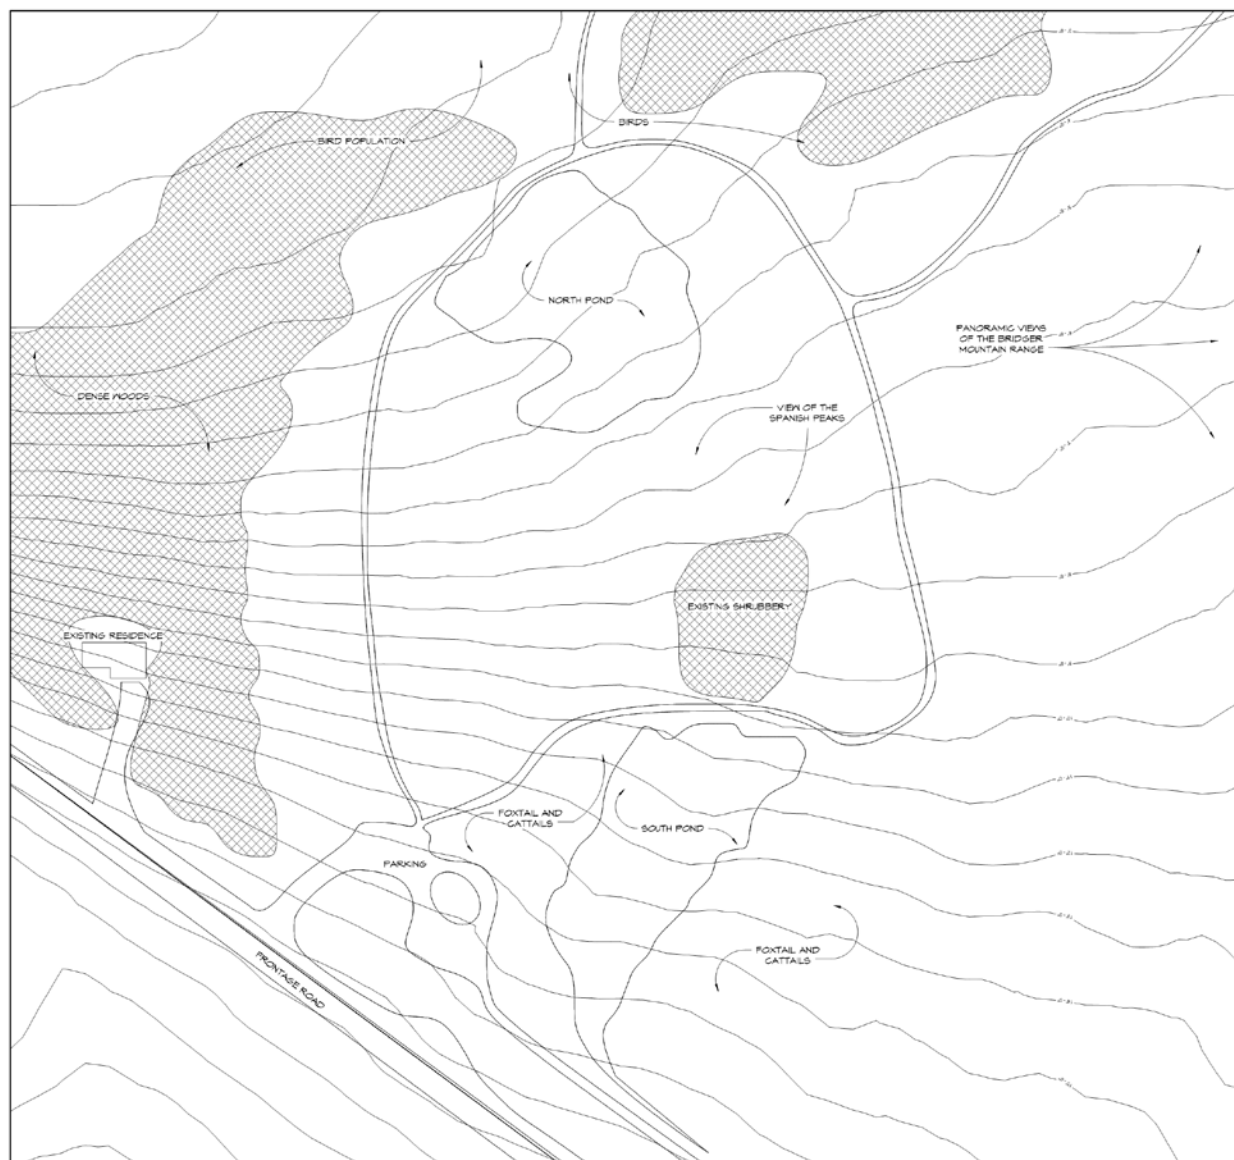 BIRDS
BIRD POPULATION
NORTH POND
PANORAMIC VIEWS
OF THE BRIDGER
MOUNTAIN RANGE
DENSE WOODS
VIEW OF THE
SPANISH PEAKS
EXISTING SHRUBBERY
EXISTING RESIDENCE
FOXTAIL AND
CATTAILS
SOUTH POND
PARKING
FOXTAIL AND
CATTAILS
FRONTAGE ROAD